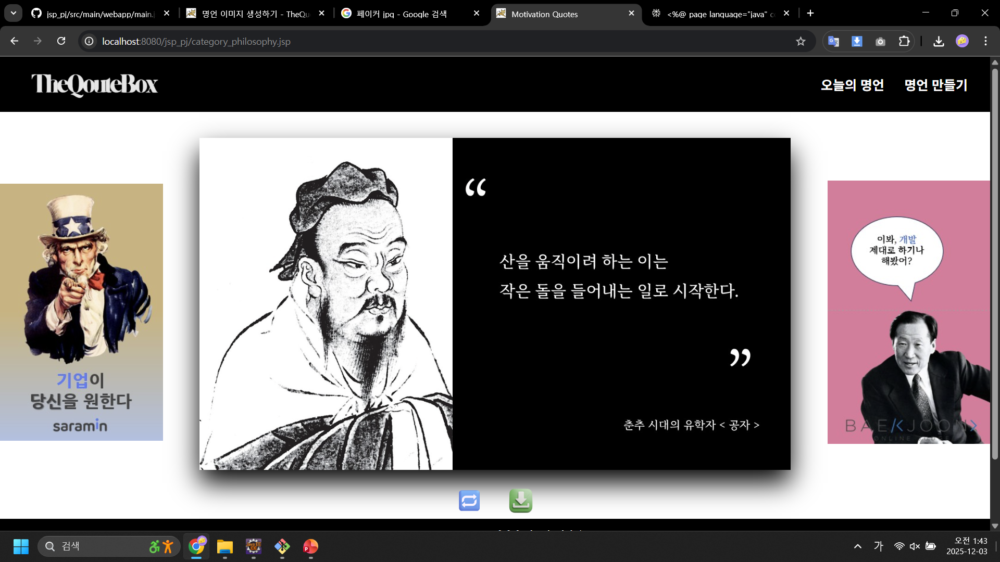 jsp_pj/src/main/webapp/main.j
명언 이미지 생성하기 - TheQu
페이커 jpg - Google 검색
Motivation Quotes
<%@ page language="java" c
localhost:8080/jsp_pj/category_philosophy.jsp
TheQouteBox
오늘의 명언
명언 만들기
기업이
당신을 원한다
saramin
“
산을 움직이려 하는 이는
작은 돌을 들어내는 일로 시작한다.
”
춘추 시대의 유학자 < 공자 >
이봐, 개발
제대로 하기나
해봤어?
BAEKJOON
ONLINE JUDGE
검색
가
오전 1:43
2025-12-03